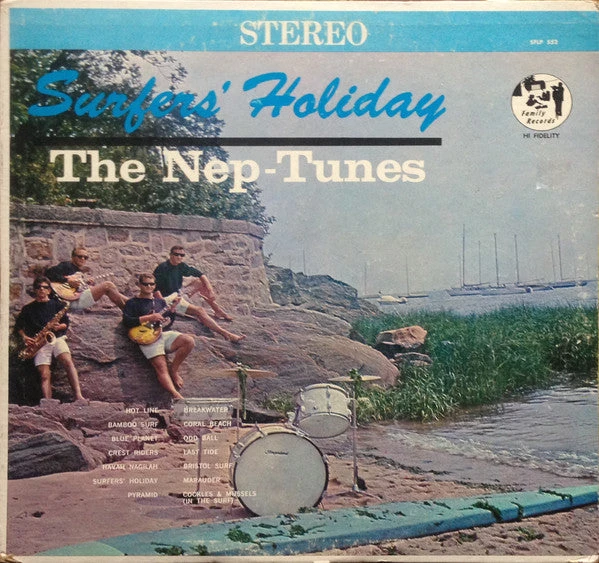 STEREO
SFLP 552
Surfers' Holiday
Family
Records
HI FIDELITY
The Nep-Tunes
HOT LINE
BAMBOO SURF
BLUE PLANET
CREST RIDERS
HAVAH NAGILAH
SURFERS' HOLIDAY
PYRAMID
BREAKWATER
CORAL BEACH
ODD BALL
LAST TIDE
BRISTOL SURF
MARAUDER
COCKLES & MUSSELS
(IN THE SURF)